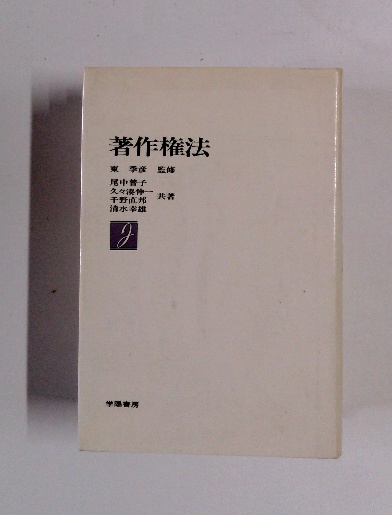 著作権法
東 季彦 監修
尾中普子
久々湊伸一
千野直邦
清水幸雄
共著
J
学陽書房